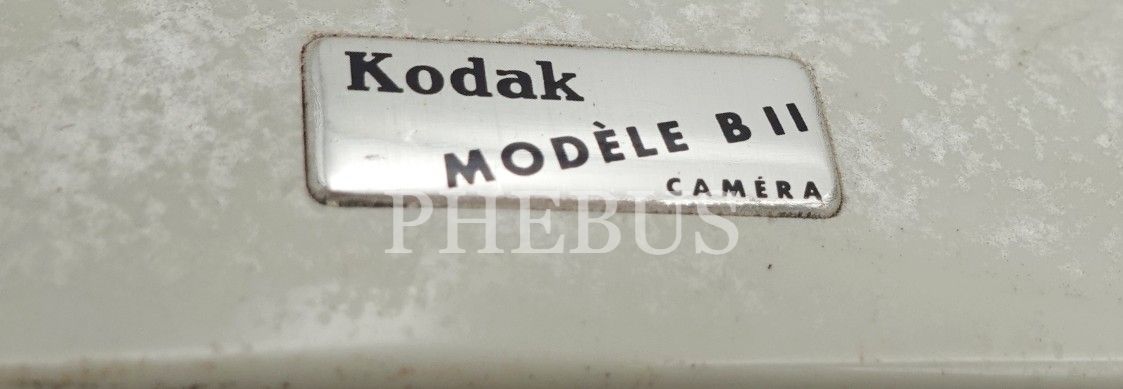 Kodak
MODÈLE B II
CAMÉRA
PHEBUS